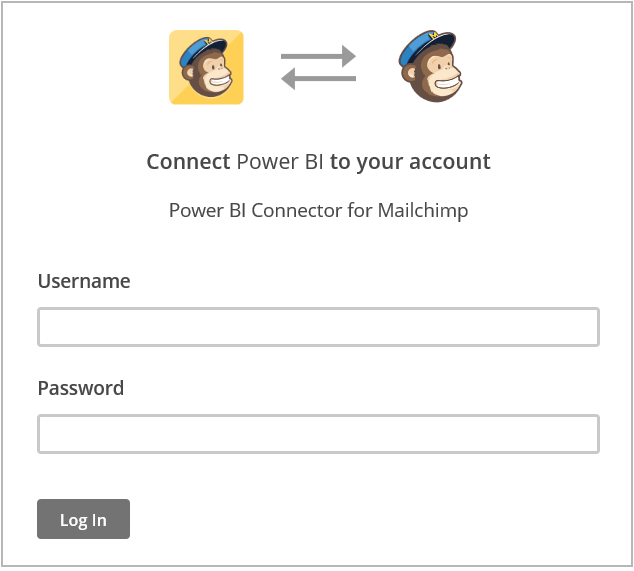 Connect Power BI to your account
Power BI Connector for Mailchimp
Username
Password
Log In